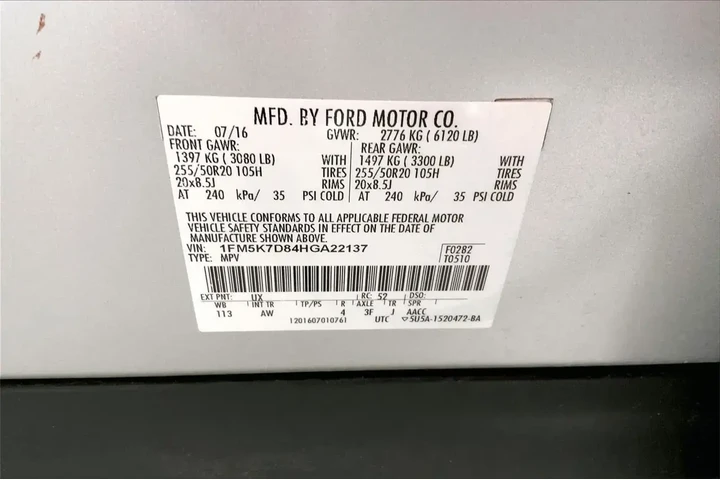 MFD. BY FORD MOTOR CO.
DATE: 07/16 GVWR: 2776 KG ( 6120 LB)
FRONT GAWR: REAR GAWR:
1397 KG ( 3080 LB) WITH 1497 KG ( 3300 LB) WITH
255/50R20 105H TIRES 255/50R20 105H TIRES
20x8.5J RIMS 20x8.5J RIMS
AT 240 kPa/ 35 PSI COLD AT 240 kPa/ 35 PSI COLD
THIS VEHICLE CONFORMS TO ALL APPLICABLE FEDERAL MOTOR
VEHICLE SAFETY STANDARDS IN EFFECT ON THE DATE OF
MANUFACTURE SHOWN ABOVE.
VIN: 1FM5K7D84HGA22137 F0282
TYPE: MPV T0510
EXT PNT: UX RC: 52 DSO:
WB INT TR TP/PS R AXLE TR SPR
113 AW 4 3F J AACC
1201607010761 UTC ▽5U5A-1520472-BA